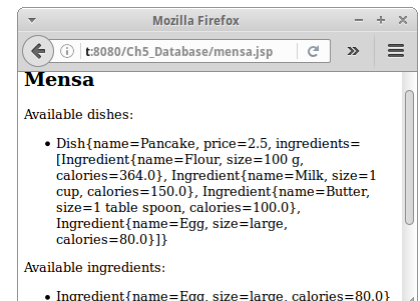 Mozilla Firefox
t:8080/Ch5_Database/mensa.jsp
Mensa
Available dishes:
• Dish{name=Pancake, price=2.5, ingredients=
[Ingredient{name=Flour, size=100 g,
calories=364.0}, Ingredient{name=Milk, size=1
cup, calories=150.0}, Ingredient{name=Butter,
size=1 table spoon, calories=100.0},
Ingredient{name=Egg, size=large,
calories=80.0}]}
Available ingredients:
• Ingredient{name=Egg, size=large, calories=80.0}